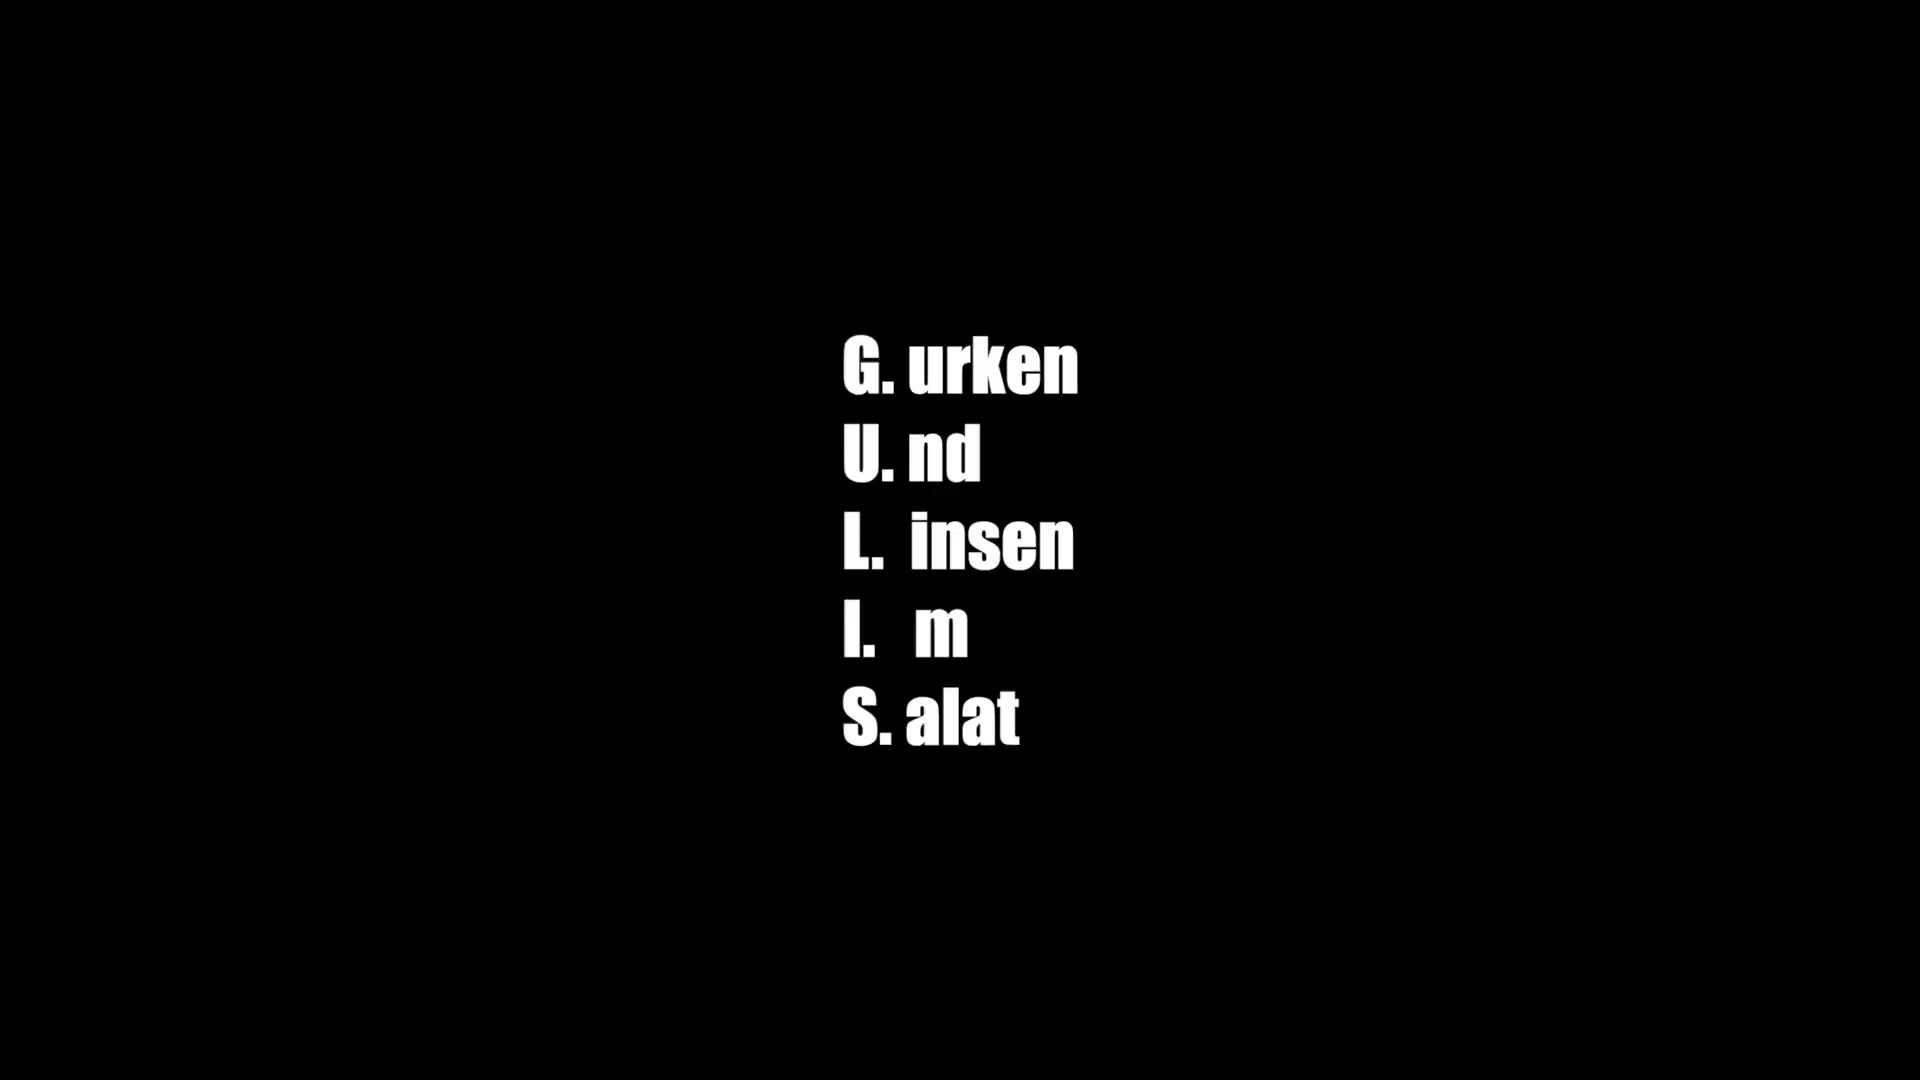 G. urken
U. nd
L. insen
I. m
S. alat